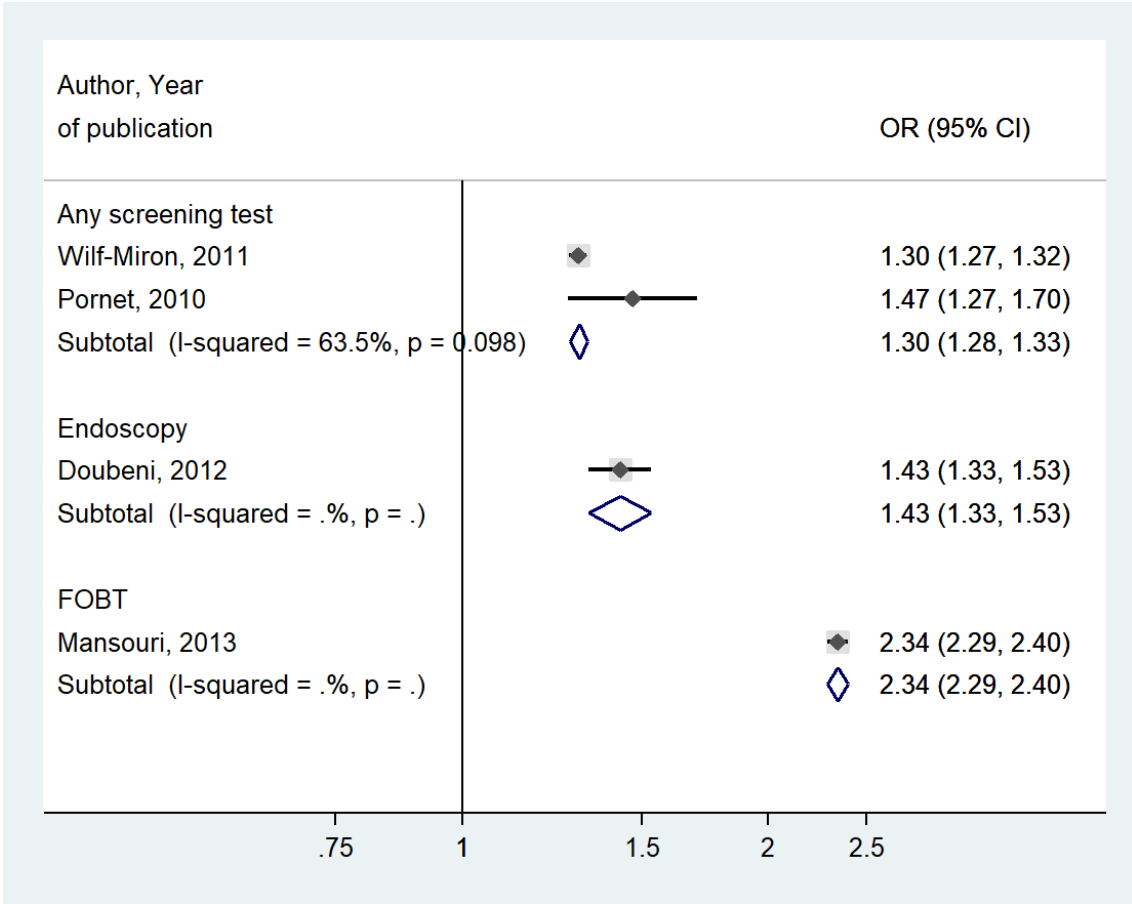 Author, Year
of publication OR (95% CI)
Any screening test
Wilf-Miron, 2011 1.30 (1.27, 1.32)
Pornet, 2010 1.47 (1.27, 1.70)
Subtotal (I-squared = 63.5%, p = 0.098) 1.30 (1.28, 1.33)
Endoscopy
Doubeni, 2012 1.43 (1.33, 1.53)
Subtotal (I-squared = .%, p = .) 1.43 (1.33, 1.53)
FOBT
Mansouri, 2013 2.34 (2.29, 2.40)
Subtotal (I-squared = .%, p = .) 2.34 (2.29, 2.40)
.75 1 1.5 2 2.5